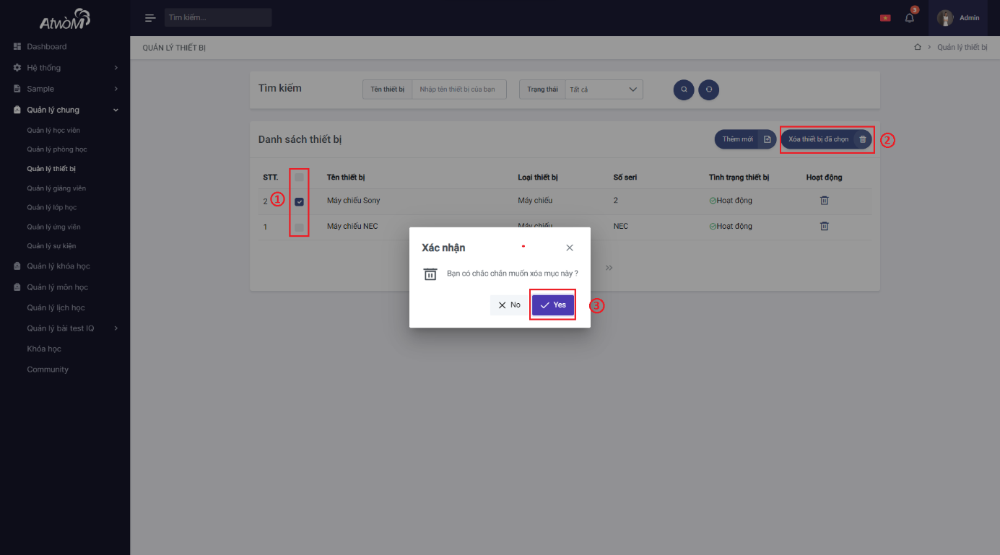 AtwoM
Tìm kiếm...
5
Admin
Dashboard
Hệ thống
Sample
Quản lý chung
Quản lý học viên
Quản lý phòng học
Quản lý thiết bị
Quản lý giảng viên
Quản lý lớp học
Quản lý ứng viên
Quản lý sự kiện
Quản lý khóa học
Quản lý môn học
Quản lý lịch học
Quản lý bài test IQ
Khóa học
Community
QUẢN LÝ THIẾT BỊ
Quản lý thiết bị
Tìm kiếm
Tên thiết bị Nhập tên thiết bị của bạn
Trạng thái Tất cả
Danh sách thiết bị
Thêm mới
Xóa thiết bị đã chọn
2
STT. Tên thiết bị Loại thiết bị Số seri Tình trạng thiết bị Hoạt động
2 1 Máy chiếu Sony Máy chiếu 2 Hoạt động
1 Máy chiếu NEC Máy chiếu NEC Hoạt động
Xác nhận
Bạn có chắc chắn muốn xóa mục này ?
No Yes
3